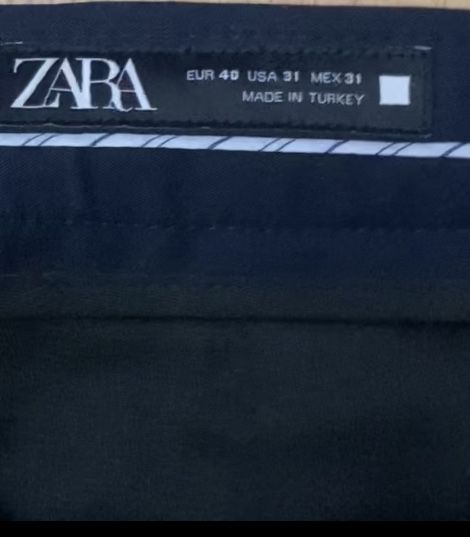 ZARA
EUR 40 USA 31 MEX 31
MADE IN TURKEY